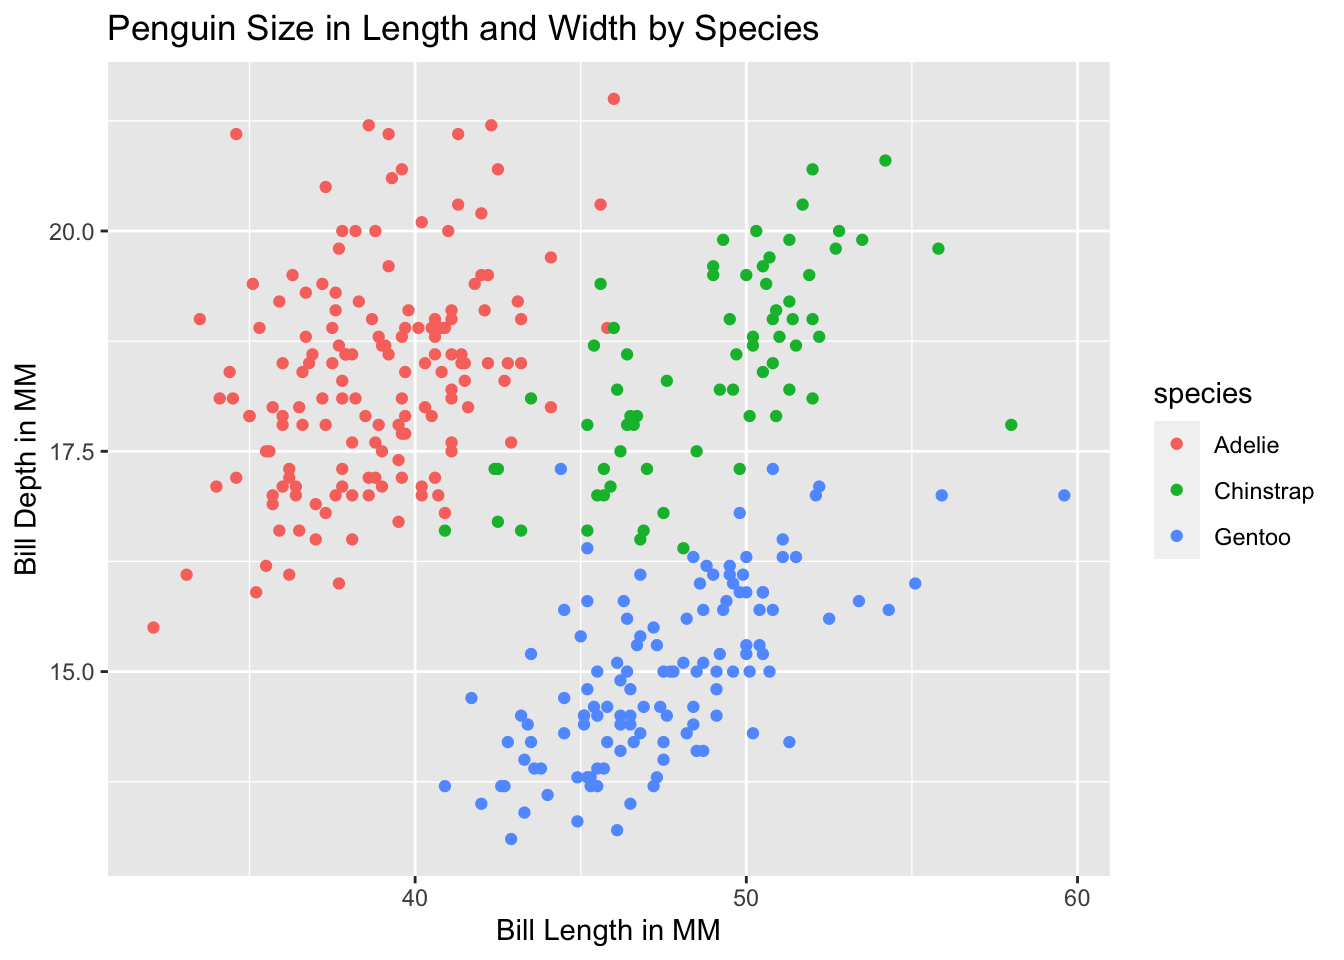 Penguin Size in Length and Width by Species
Bill Depth in MM
20.0
17.5
15.0
40
50
60
Bill Length in MM
species
Adelie
Chinstrap
Gentoo